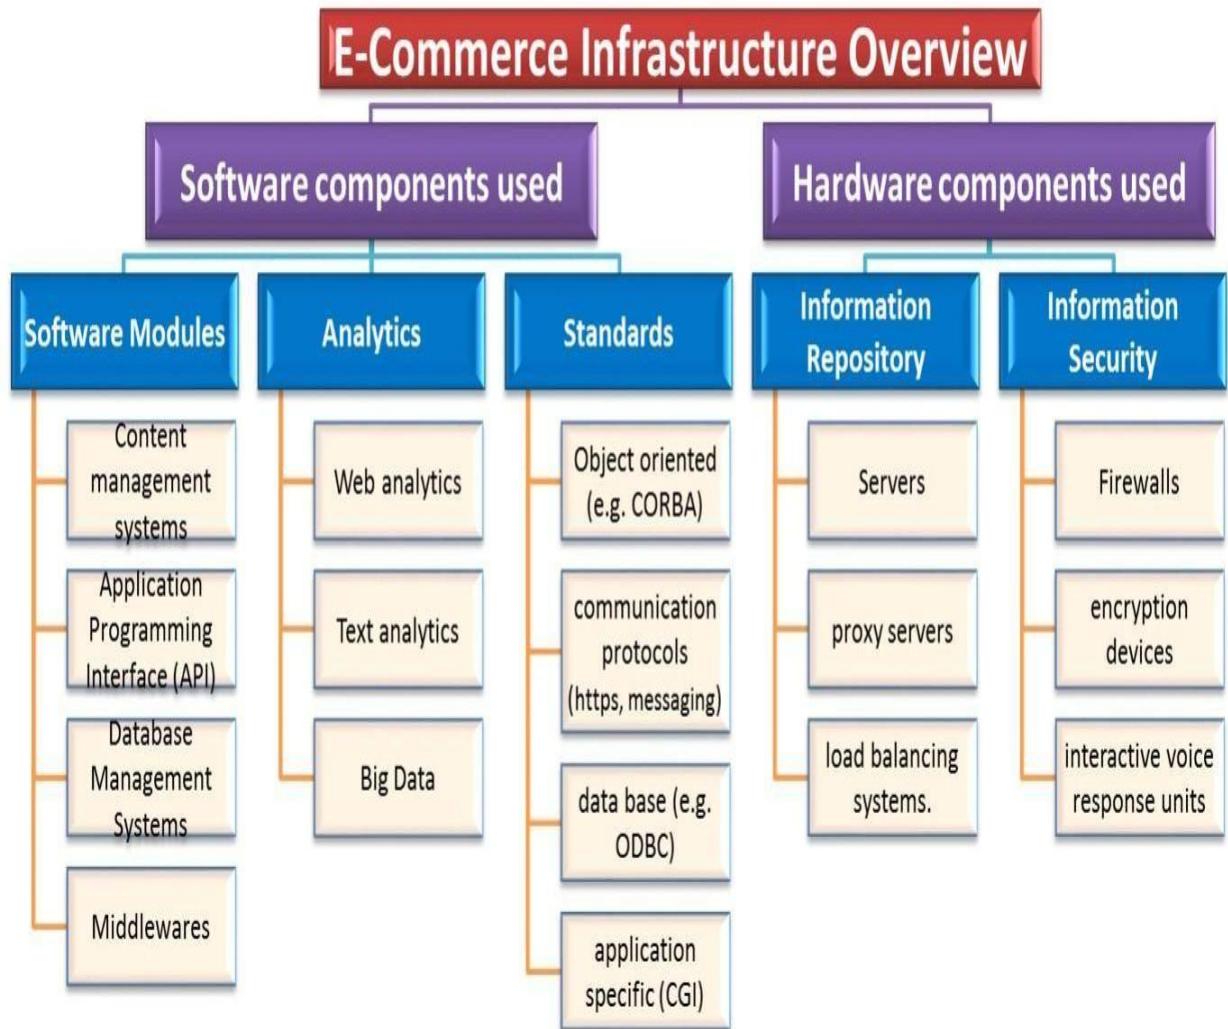 E-Commerce Infrastructure Overview
Software components used
Hardware components used
Software Modules
Analytics
Standards
Information
Repository
Information
Security
Content
management
systems
Application
Programming
Interface (API)
Database
Management
Systems
Middlewares
Web analytics
Text analytics
Big Data
Object oriented
(e.g. CORBA)
communication
protocols
(https, messaging)
data base (e.g.
ODBC)
application
specific (CGI)
Servers
proxy servers
load balancing
systems.
Firewalls
encryption
devices
interactive voice
response units